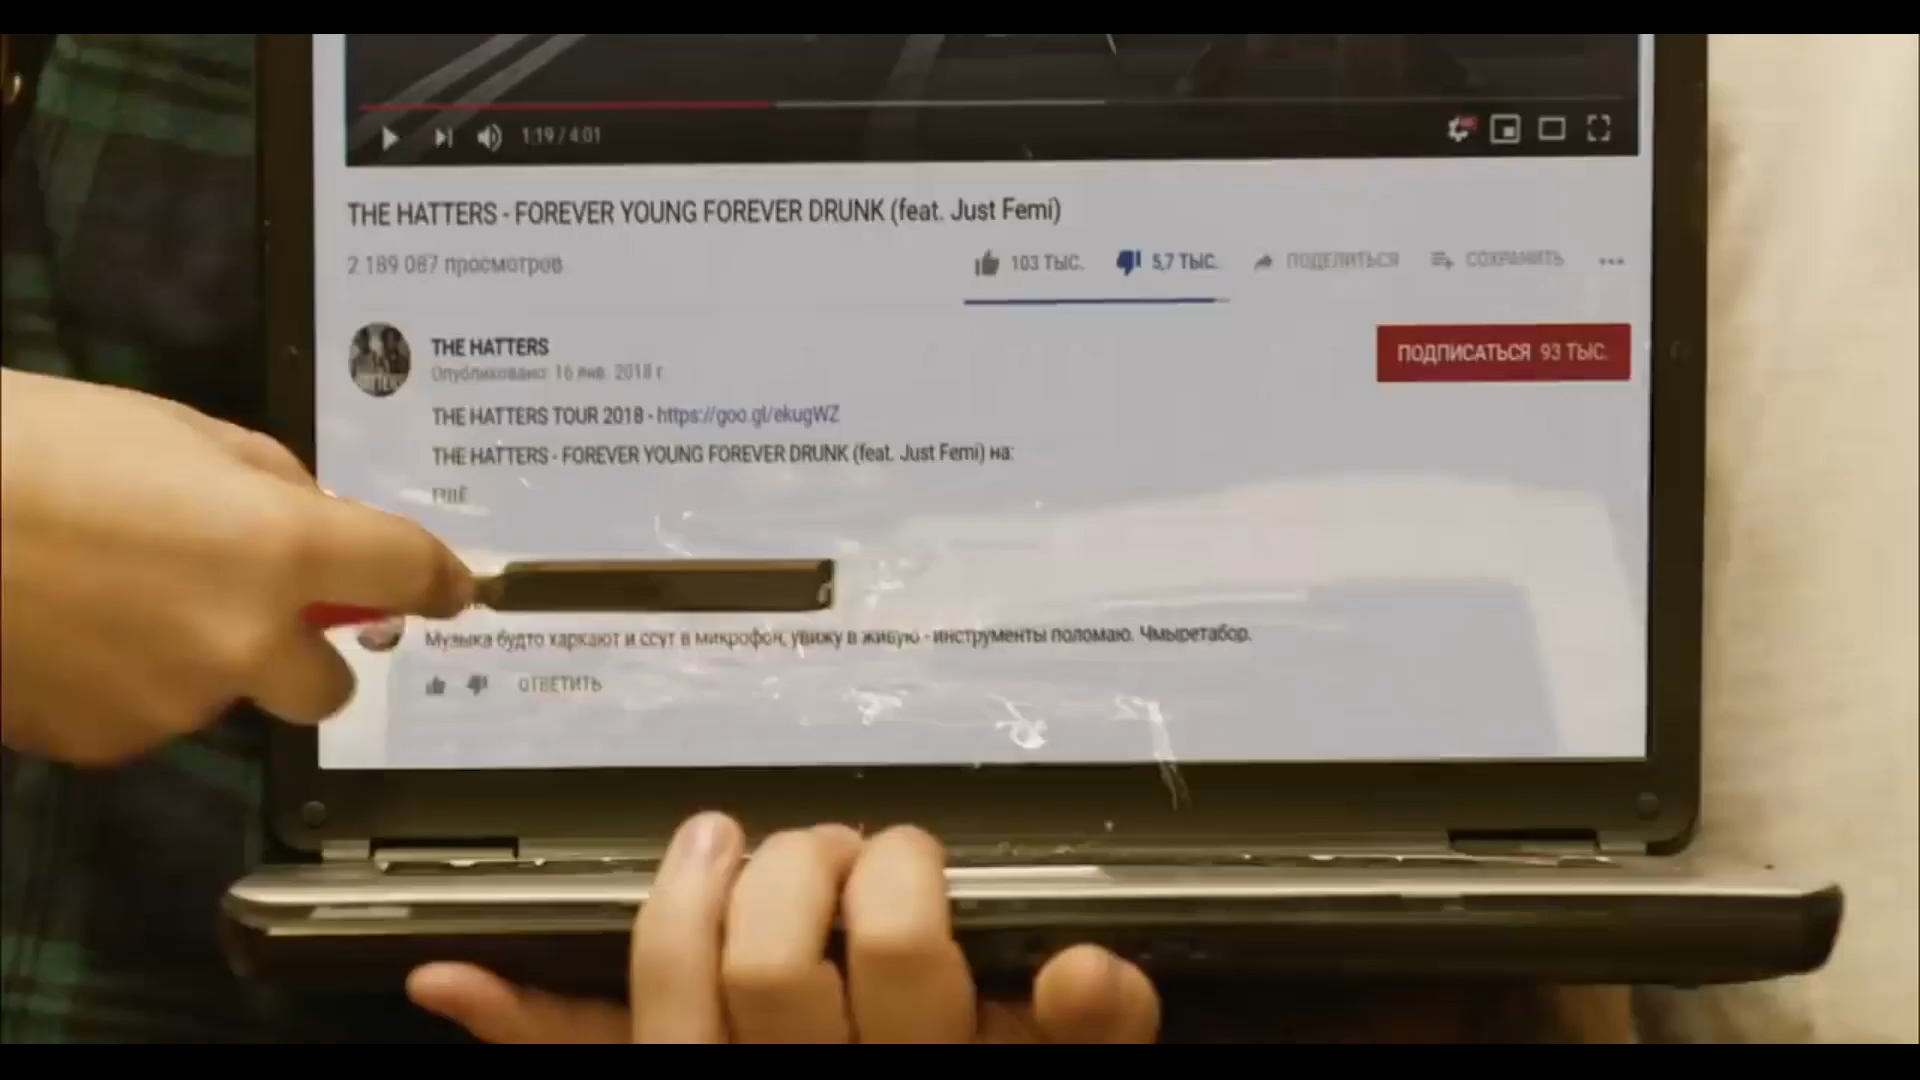 1:19 / 4:01
THE HATTERS - FOREVER YOUNG FOREVER DRUNK (feat. Just Femi)
2 189 087 просмотров
103 ТЫС. 5,7 ТЫС. ПОДЕЛИТЬСЯ СОХРАНИТЬ
THE HATTERS
Опубликовано: 16 янв. 2018 г.
ПОДПИСАТЬСЯ 93 ТЫС.
THE HATTERS TOUR 2018 - https://goo.gl/ekugWZ
THE HATTERS - FOREVER YOUNG FOREVER DRUNK (feat. Just Femi) на:
ЕЩЁ
Музыка будто харкают и ссут в микрофон, увижу в живую - инструменты поломаю. Чмыретабор.
ОТВЕТИТЬ